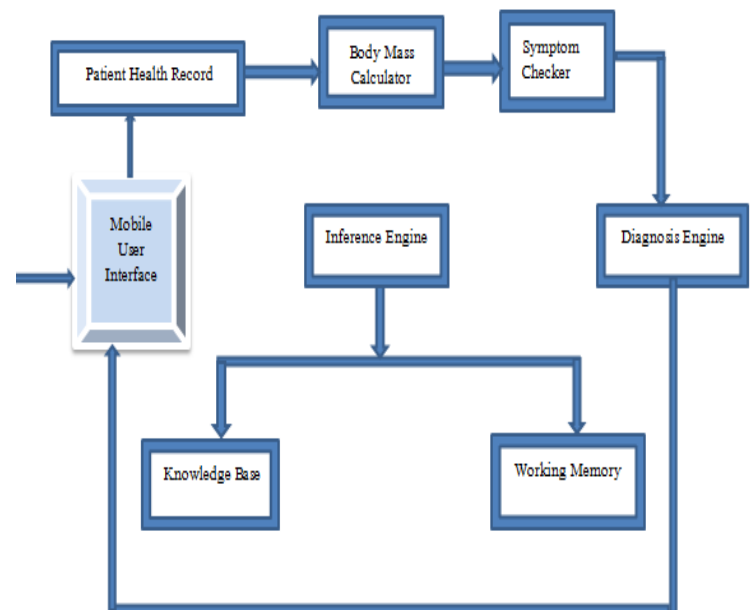 Patient Health Record
Body Mass
Calculator
Symptom
Checker
Mobile
User
Interface
Inference Engine
Diagnosis Engine
Knowledge Base
Working Memory